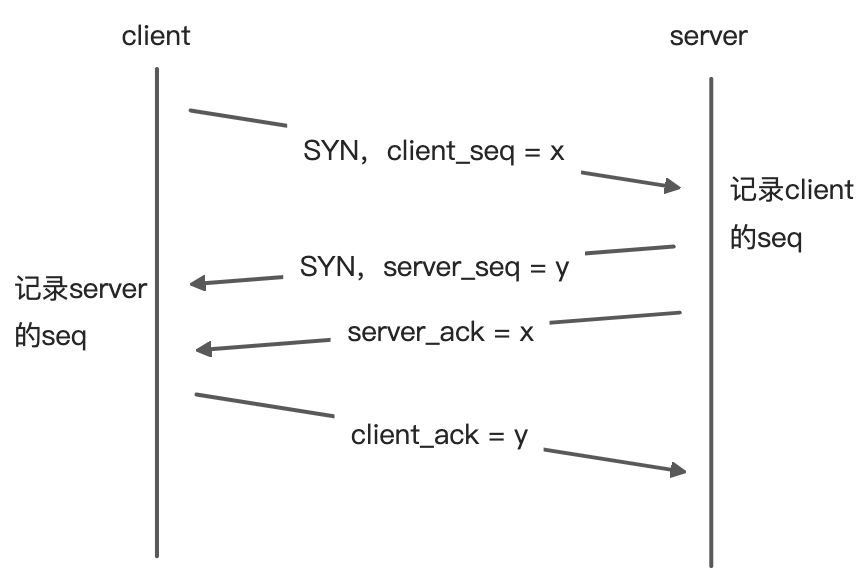 client
server
SYN，client_seq = x
记录client
的seq
SYN，server_seq = y
记录server
的seq
server_ack = x
client_ack = y